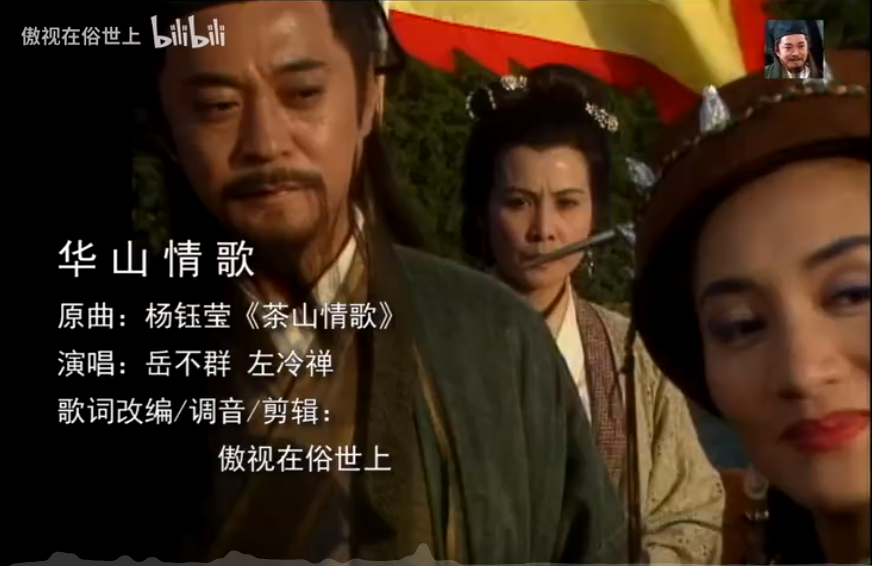 傲视在俗世上 bilibili
华山情歌
原曲：杨钰莹《茶山情歌》
演唱：岳不群 左冷禅
歌词改编/调音/剪辑：
傲视在俗世上